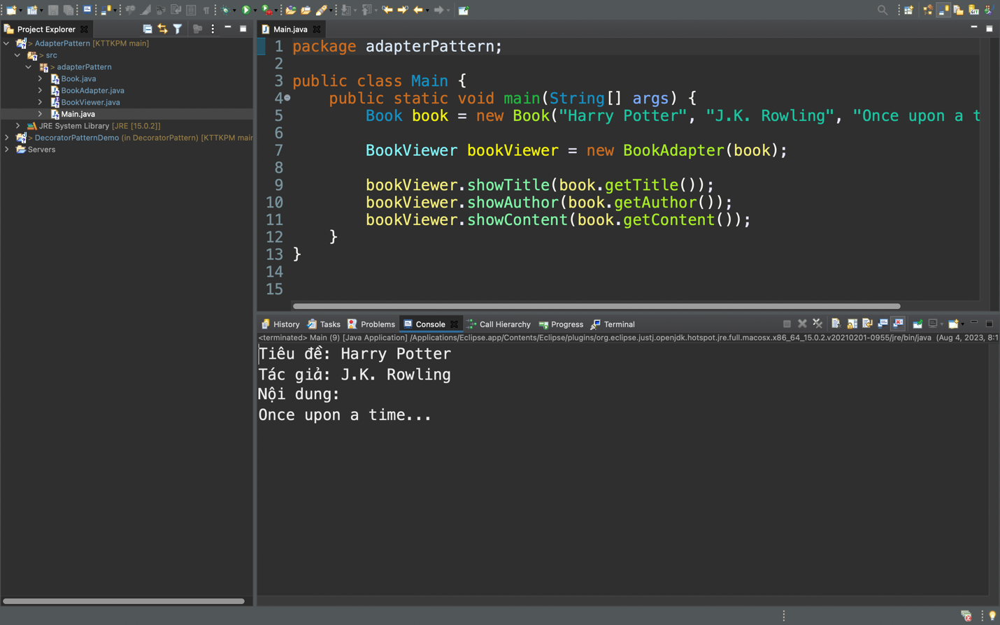 Project Explorer
> AdapterPattern [KTTKPM main]
> src
> adapterPattern
Book.java
BookAdapter.java
BookViewer.java
Main.java
JRE System Library [JRE [15.0.2]]
> DecoratorPatternDemo (in DecoratorPattern) [KTTKPM mair
Servers
Main.java
1 package adapterPattern;
2
3 public class Main {
4 public static void main(String[] args) {
5 Book book = new Book("Harry Potter", "J.K. Rowling", "Once upon a t
6
7 BookViewer bookViewer = new BookAdapter(book);
8
9 bookViewer.showTitle(book.getTitle());
10 bookViewer.showAuthor(book.getAuthor());
11 bookViewer.showContent(book.getContent());
12 }
13 }
14
15
History Tasks Problems Console Call Hierarchy Progress Terminal
<terminated> Main (9) [Java Application] /Applications/Eclipse.app/Contents/Eclipse/plugins/org.eclipse.justj.openjdk.hotspot.jre.full.macosx.x86_64_15.0.2.v20210201-0955/jre/bin/java (Aug 4, 2023, 8:1
Tiêu đề: Harry Potter
Tác giả: J.K. Rowling
Nội dung:
Once upon a time...